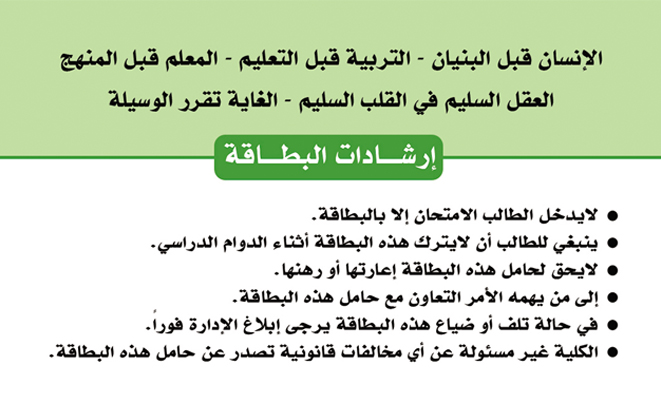 الإنسان قبل البنيان - التربية قبل التعليم - المعلم قبل المنهج
العقل السليم في القلب السليم - الغاية تقرر الوسيلة
إرشـــادات البطـــاقة
● لايدخل الطالب الامتحان إلا بالبطاقة.
● ينبغي للطالب أن لايترك هذه البطاقة أثناء الدوام الدراسي.
● لايحق لحامل هذه البطاقة إعارتها أو رهنها.
● إلى من يهمه الأمر التعاون مع حامل هذه البطاقة.
● في حالة تلف أو ضياع هذه البطاقة يرجى إبلاغ الإدارة فوراً.
● الكلية غير مسئولة عن أي مخالفات قانونية تصدر عن حامل هذه البطاقة.